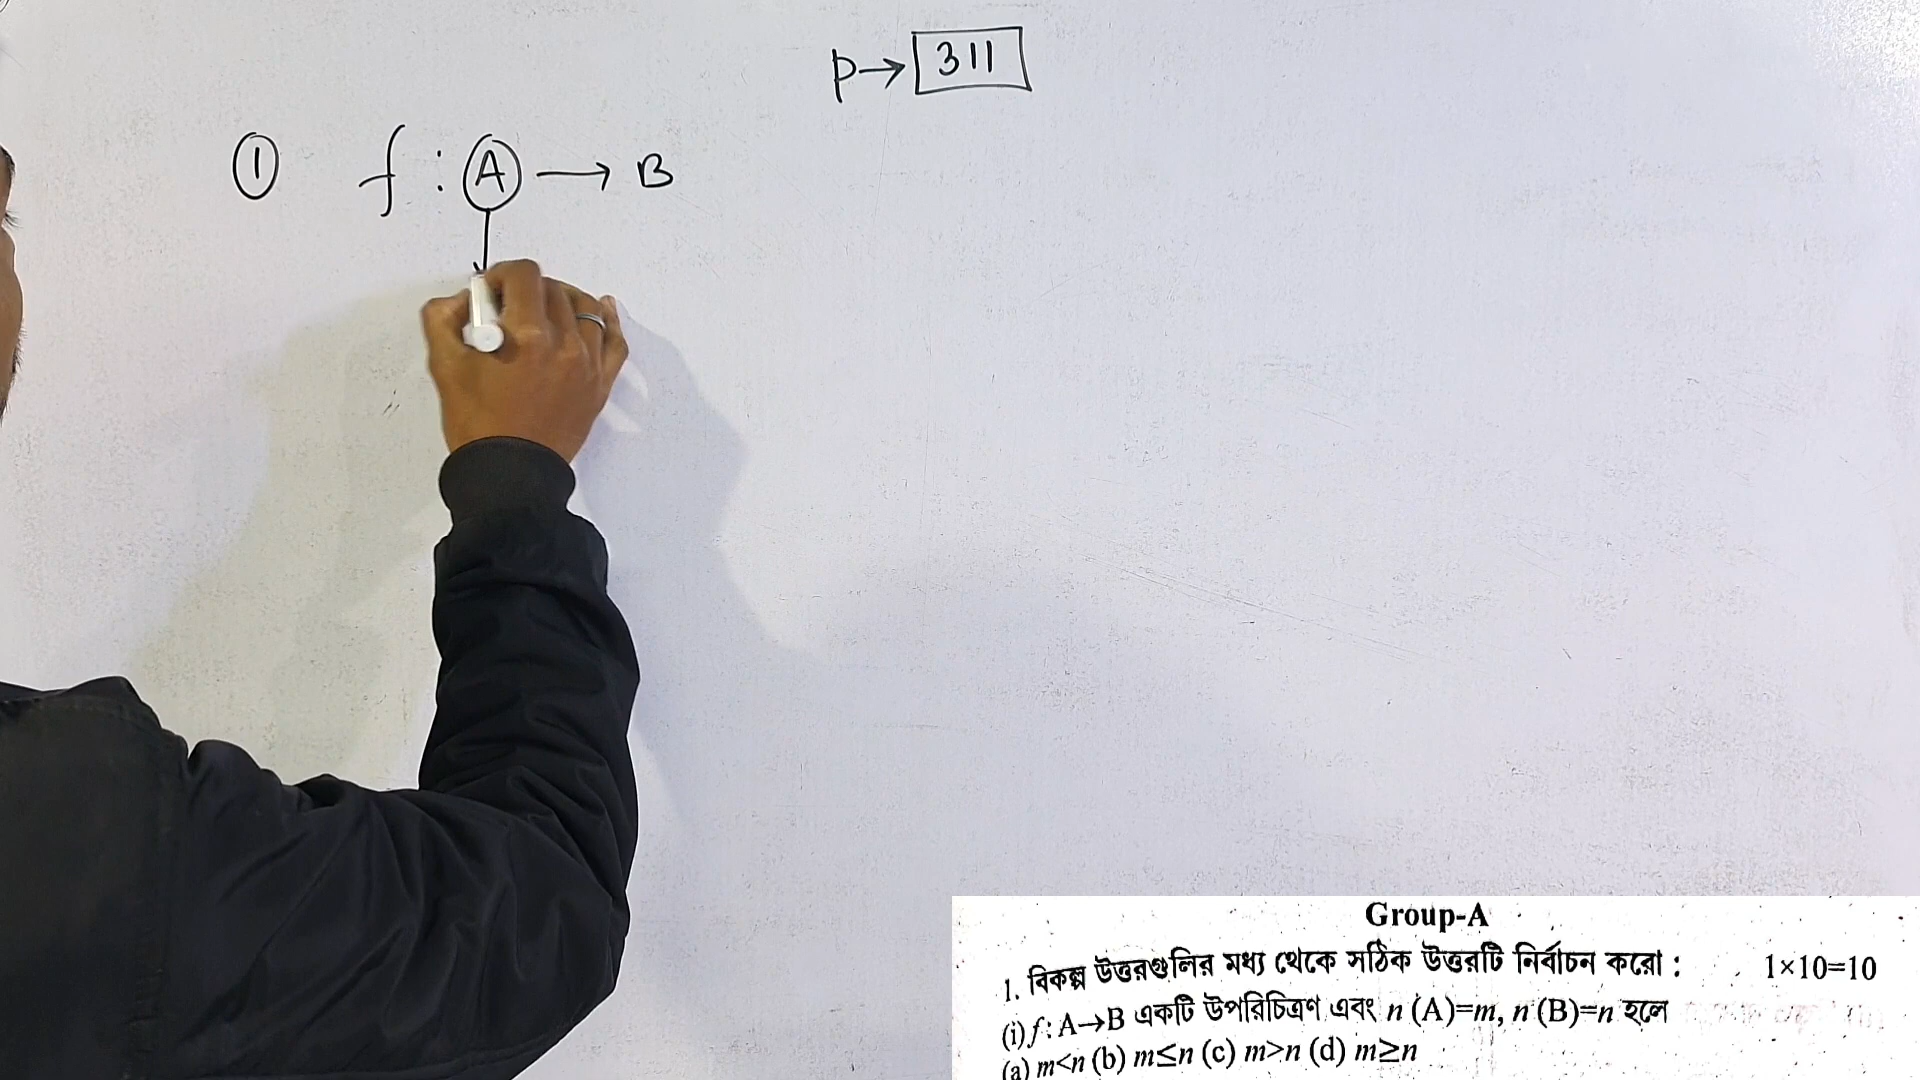 p→ 311
① f : A → B
Group-A
1. বিকল্প উত্তরগুলির মধ্য থেকে সঠিক উত্তরটি নির্বাচন করো : 1×10=10
(i) f : A→B একটি উপরিচিত্রণ এবং n (A)=m, n (B)=n হলে
(a) m<n (b) m≤n (c) m>n (d) m≥n